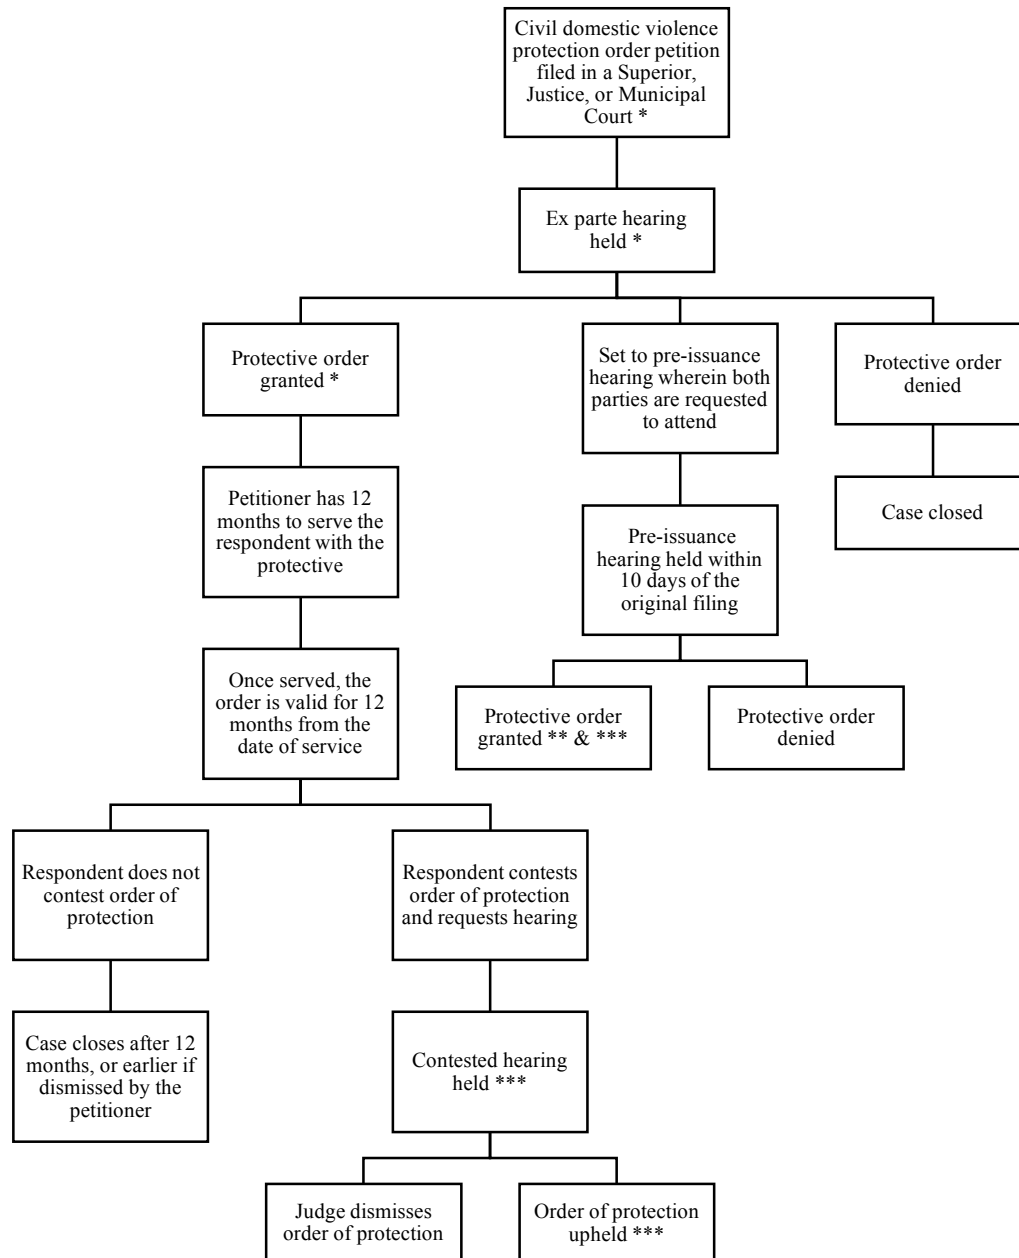 Civil domestic violence
protection order petition
filed in a Superior,
Justice, or Municipal
Court *
Ex parte hearing
held *
Protective order
granted *
Set to pre-issuance
hearing wherein both
parties are requested
to attend
Protective order
denied
Petitioner has 12
months to serve the
respondent with the
protective
Pre-issuance
hearing held within
10 days of the
original filing
Case closed
Once served, the
order is valid for 12
months from the
date of service
Protective order
granted ** & ***
Protective order
denied
Respondent does not
contest order of
protection
Respondent contests
order of protection
and requests hearing
Case closes after 12
months, or earlier if
dismissed by the
petitioner
Contested hearing
held ***
Judge dismisses
order of protection
Order of protection
upheld ***